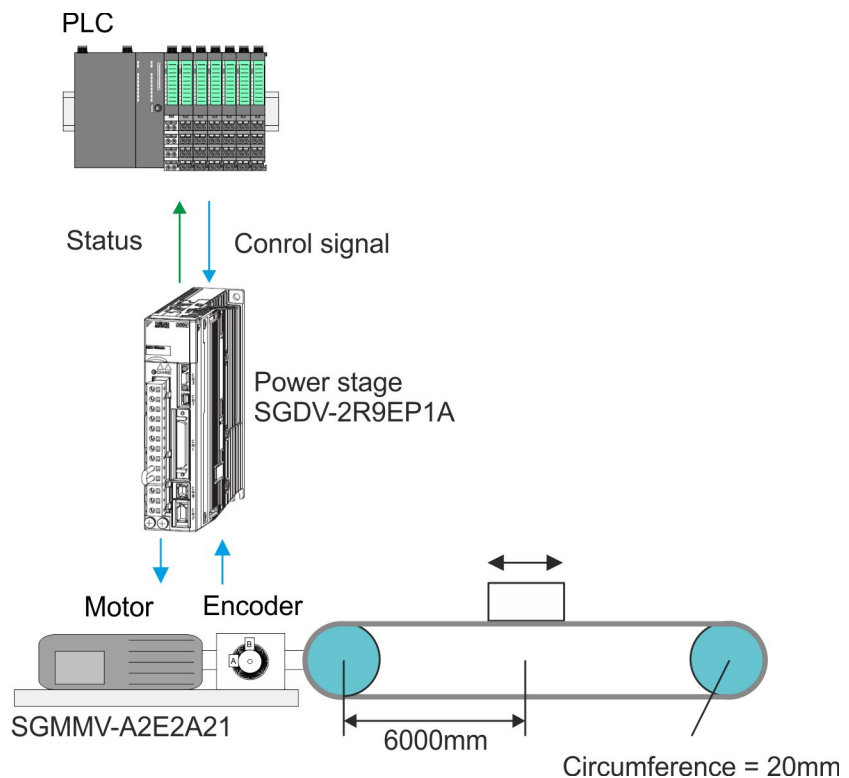 PLC
Status
Conrol signal
Power stage
SGDV-2R9EP1A
Motor
Encoder
B
A
SGMMV-A2E2A21
6000mm
Circumference = 20mm